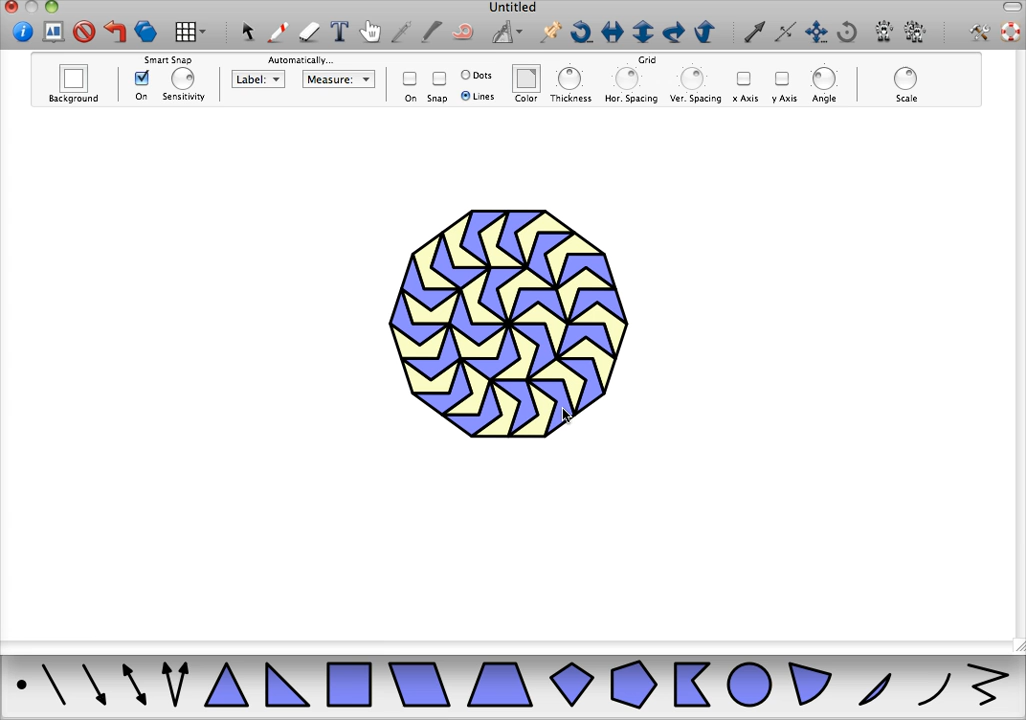 Untitled
i
T
Smart Snap
Automatically...
Grid
Label:
Measure:
Dots
Lines
Background
On
Sensitivity
On
Snap
Color
Thickness
Hor. Spacing
Ver. Spacing
x Axis
y Axis
Angle
Scale